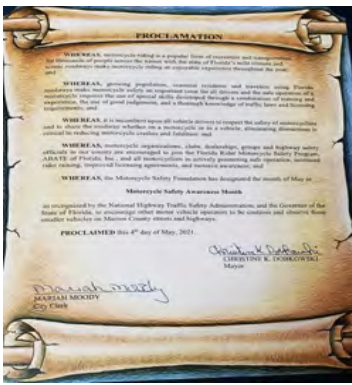 PROCLAMATION
WHEREAS, motorcycle riding is a popular form of recreation and transportation
for thousands of people across the nation with the state of Florida's mild climate and
scenic roadways make motorcycle riding an enjoyable experience throughout the year;
and
WHEREAS, growing population, seasonal residents and travelers using Florida
roadways make motorcycle safety an important issue for all drivers and the safe operation of a
motorcycle requires the use of special skills developed through a combination of training and
experience, the use of good judgement, and a thorough knowledge of traffic laws and licensing
requirements; and
WHEREAS, it is incumbent upon all vehicle drivers to respect the safety of motorcycles
and to share the roadway whether on a motorcycle or in a vehicle, eliminating distractions is
critical in reducing motorcycle crashes and fatalities; and
WHEREAS, motorcycle organizations, clubs, dealerships, groups and highway safety
officials in our county are encouraged to join the Florida Rider Motorcycle Safety Program,
ABATE of Florida, Inc., and all motorcyclists in actively promoting safe operation, increased
rider training, improved licensing agreements, and motorist awareness; and
WHEREAS, the Motorcycle Safety Foundation has designated the month of May as
Motorcycle Safety Awareness Month
as recognized by the National Highway Traffic Safety Administration; and the Governor of the
State of Florida, to encourage other motor vehicle operators to be cautious and observe these
smaller vehicles on Marion County streets and highways.
PROCLAIMED this 4th day of May, 2021.
Christine K. Dobkowski
CHRISTINE K. DOBKOWSKI
Mayor
Mariah Moody
MARIAH MOODY
City Clerk